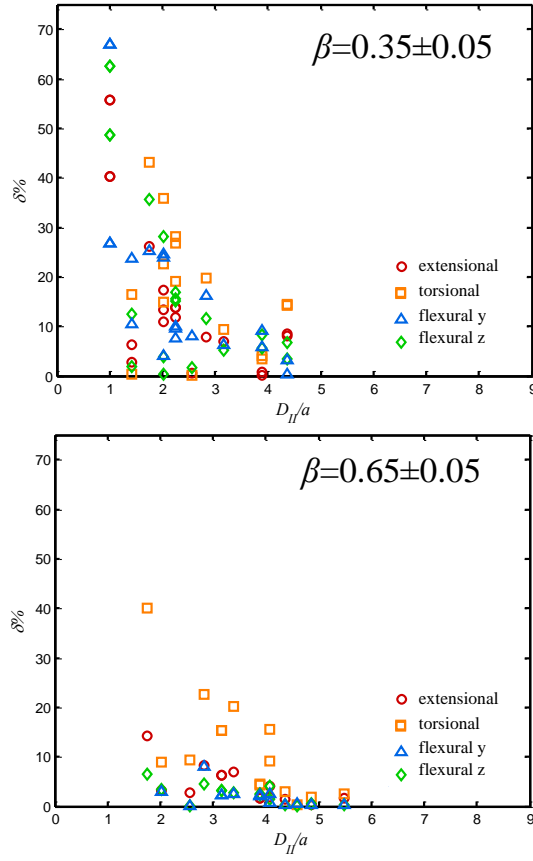 70
β=0.35±0.05
60
50
40
δ%
30
20
extensional
torsional
10
flexural y
flexural z
0
0 1 2 3 4 5 6 7 8 9
D_II/a
70
β=0.65±0.05
60
50
40
δ%
30
20
extensional
torsional
10
flexural y
flexural z
0
0 1 2 3 4 5 6 7 8 9
D_II/a